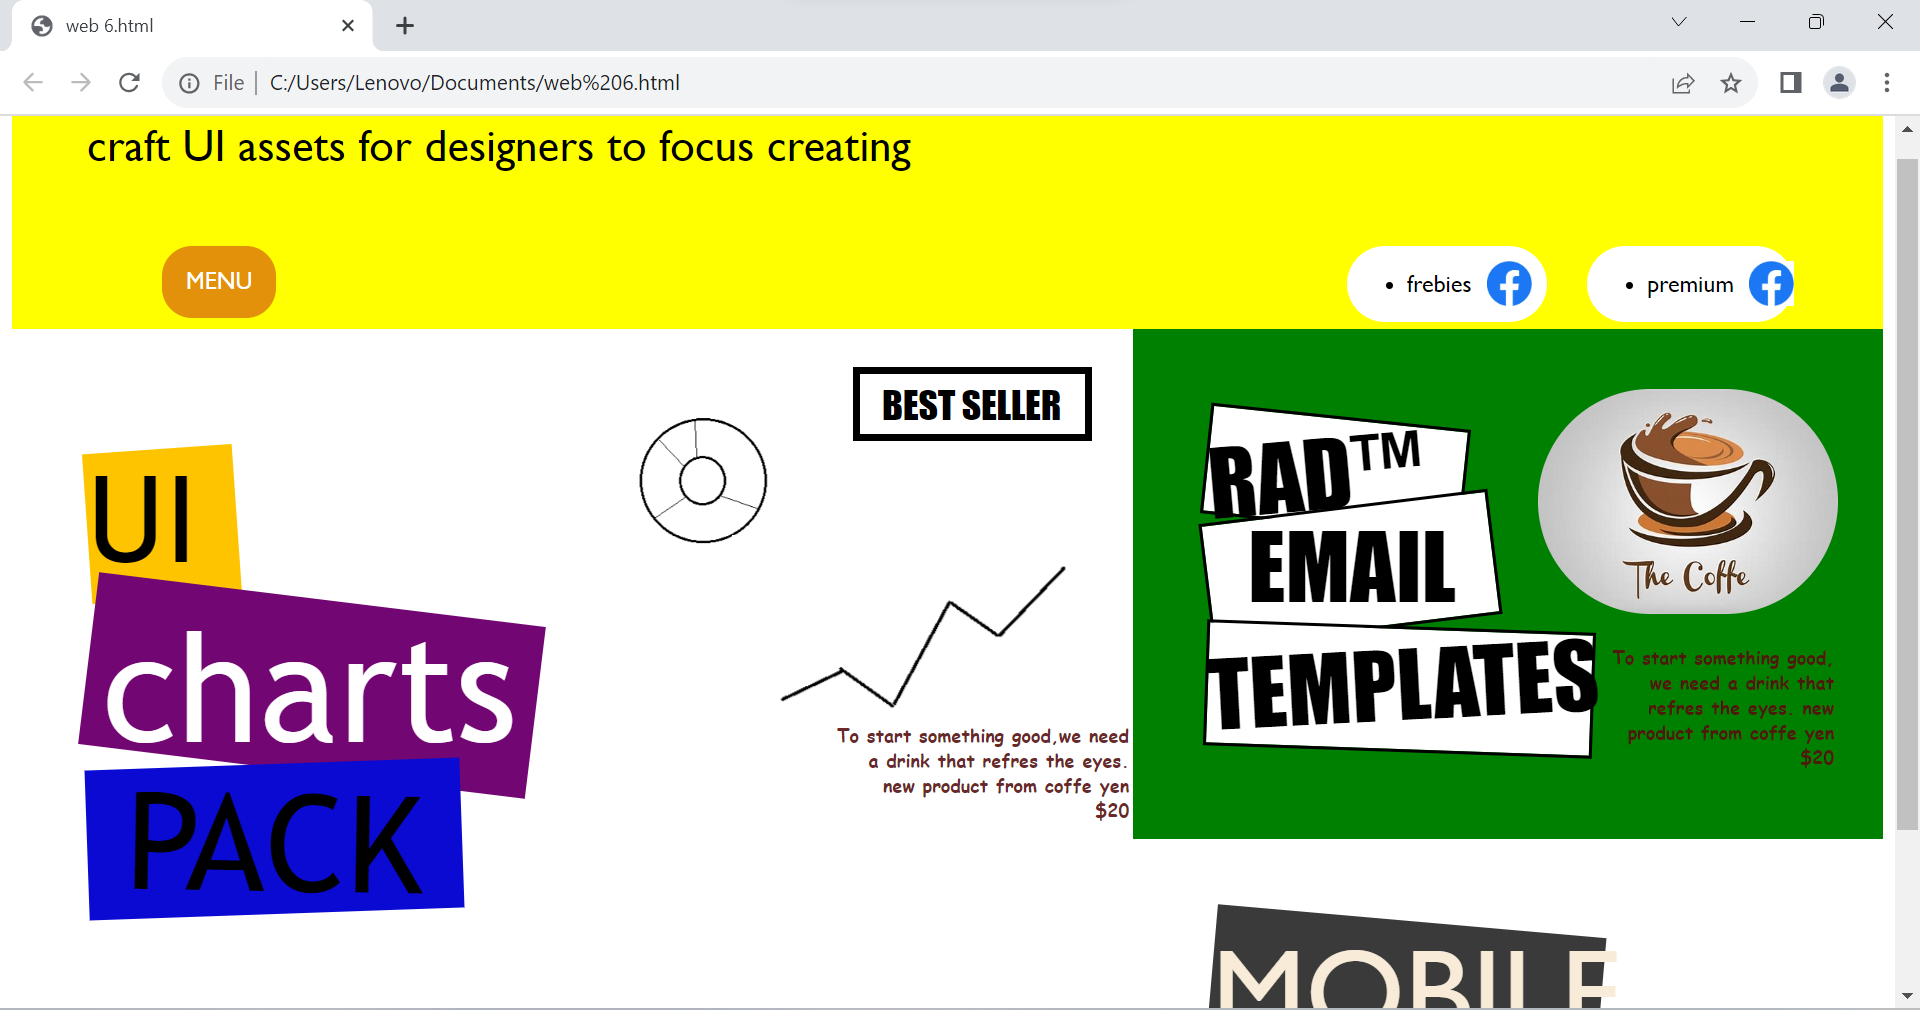 web 6.html
File
C:/Users/Lenovo/Documents/web%206.html
craft UI assets for designers to focus creating
MENU
• frebies
• premium
BEST SELLER
UI
charts
PACK
To start something good,we need
a drink that refres the eyes.
new product from coffe yen
$20
RAD™
EMAIL
TEMPLATES
The Coffe
To start something good,
we need a drink that
refres the eyes. new
product from coffe yen
$20
MOBILE